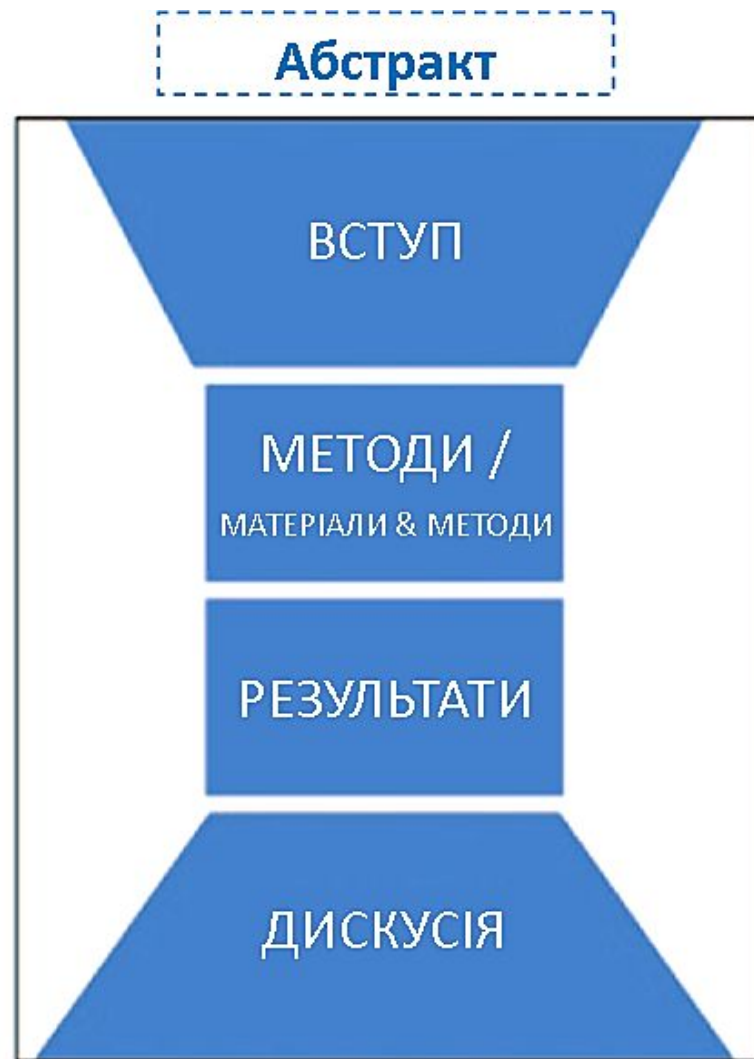 Абстракт
ВСТУП
МЕТОДИ /
МАТЕРІАЛИ & МЕТОДИ
РЕЗУЛЬТАТИ
ДИСКУСІЯ